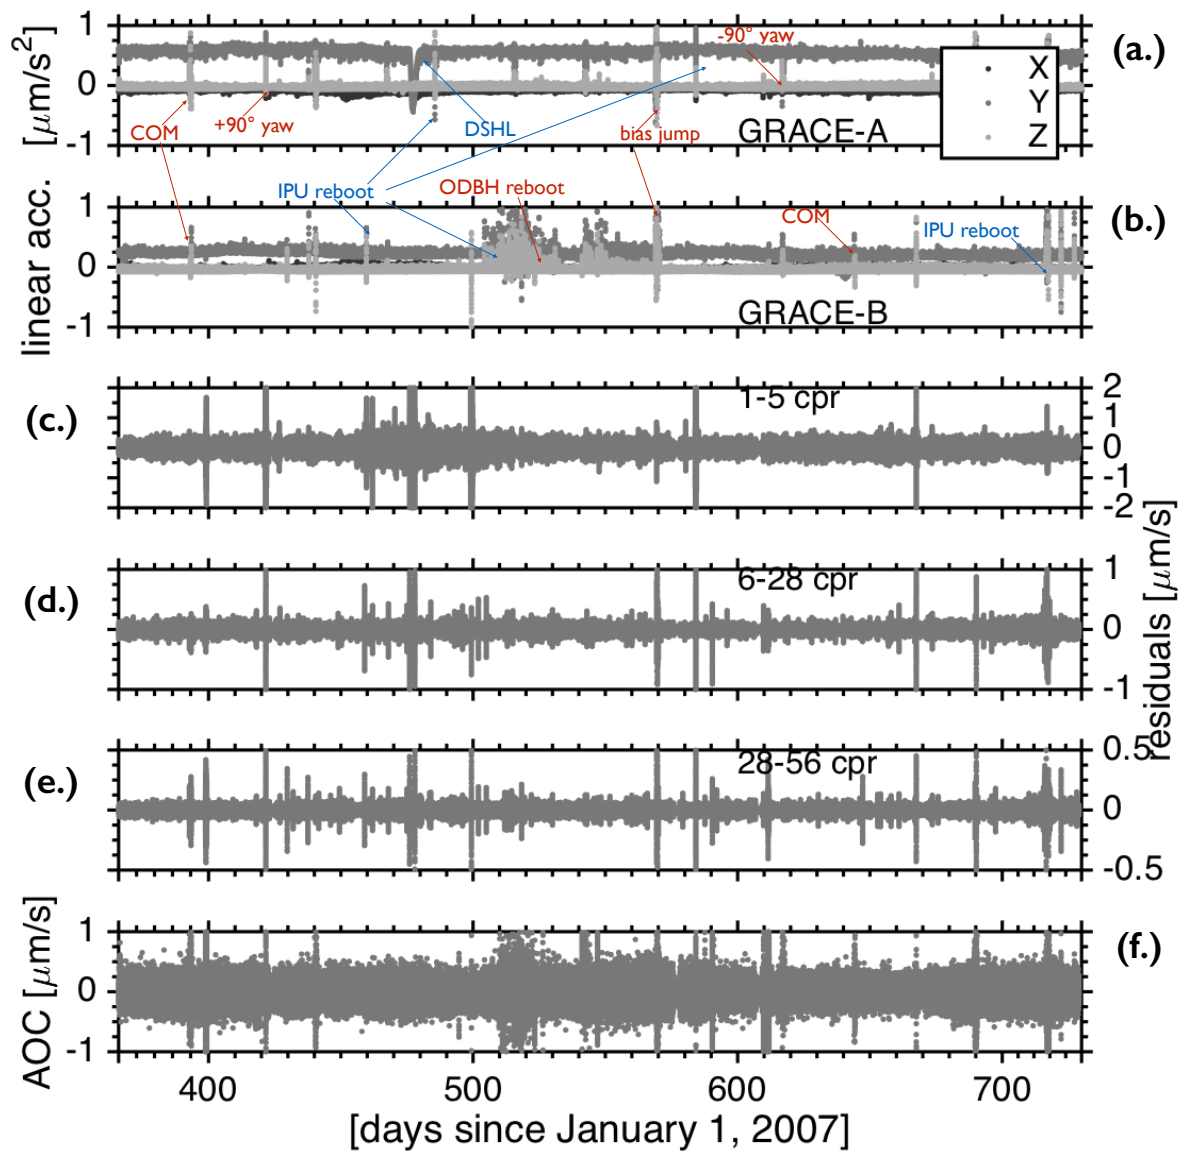 [μm/s²]
1
0
-1
COM
+90° yaw
DSHL
bias jump
-90° yaw
GRACE-A
X
Y
Z
(a.)
linear acc.
1
0
-1
IPU reboot
ODBH reboot
COM
IPU reboot
GRACE-B
(b.)
(c.)
1-5 cpr
2
1
0
-1
-2
(d.)
6-28 cpr
1
0
-1
residuals [μm/s]
(e.)
28-56 cpr
0.5
0
-0.5
AOC [μm/s]
1
0
-1
(f.)
400 500 600 700
[days since January 1, 2007]